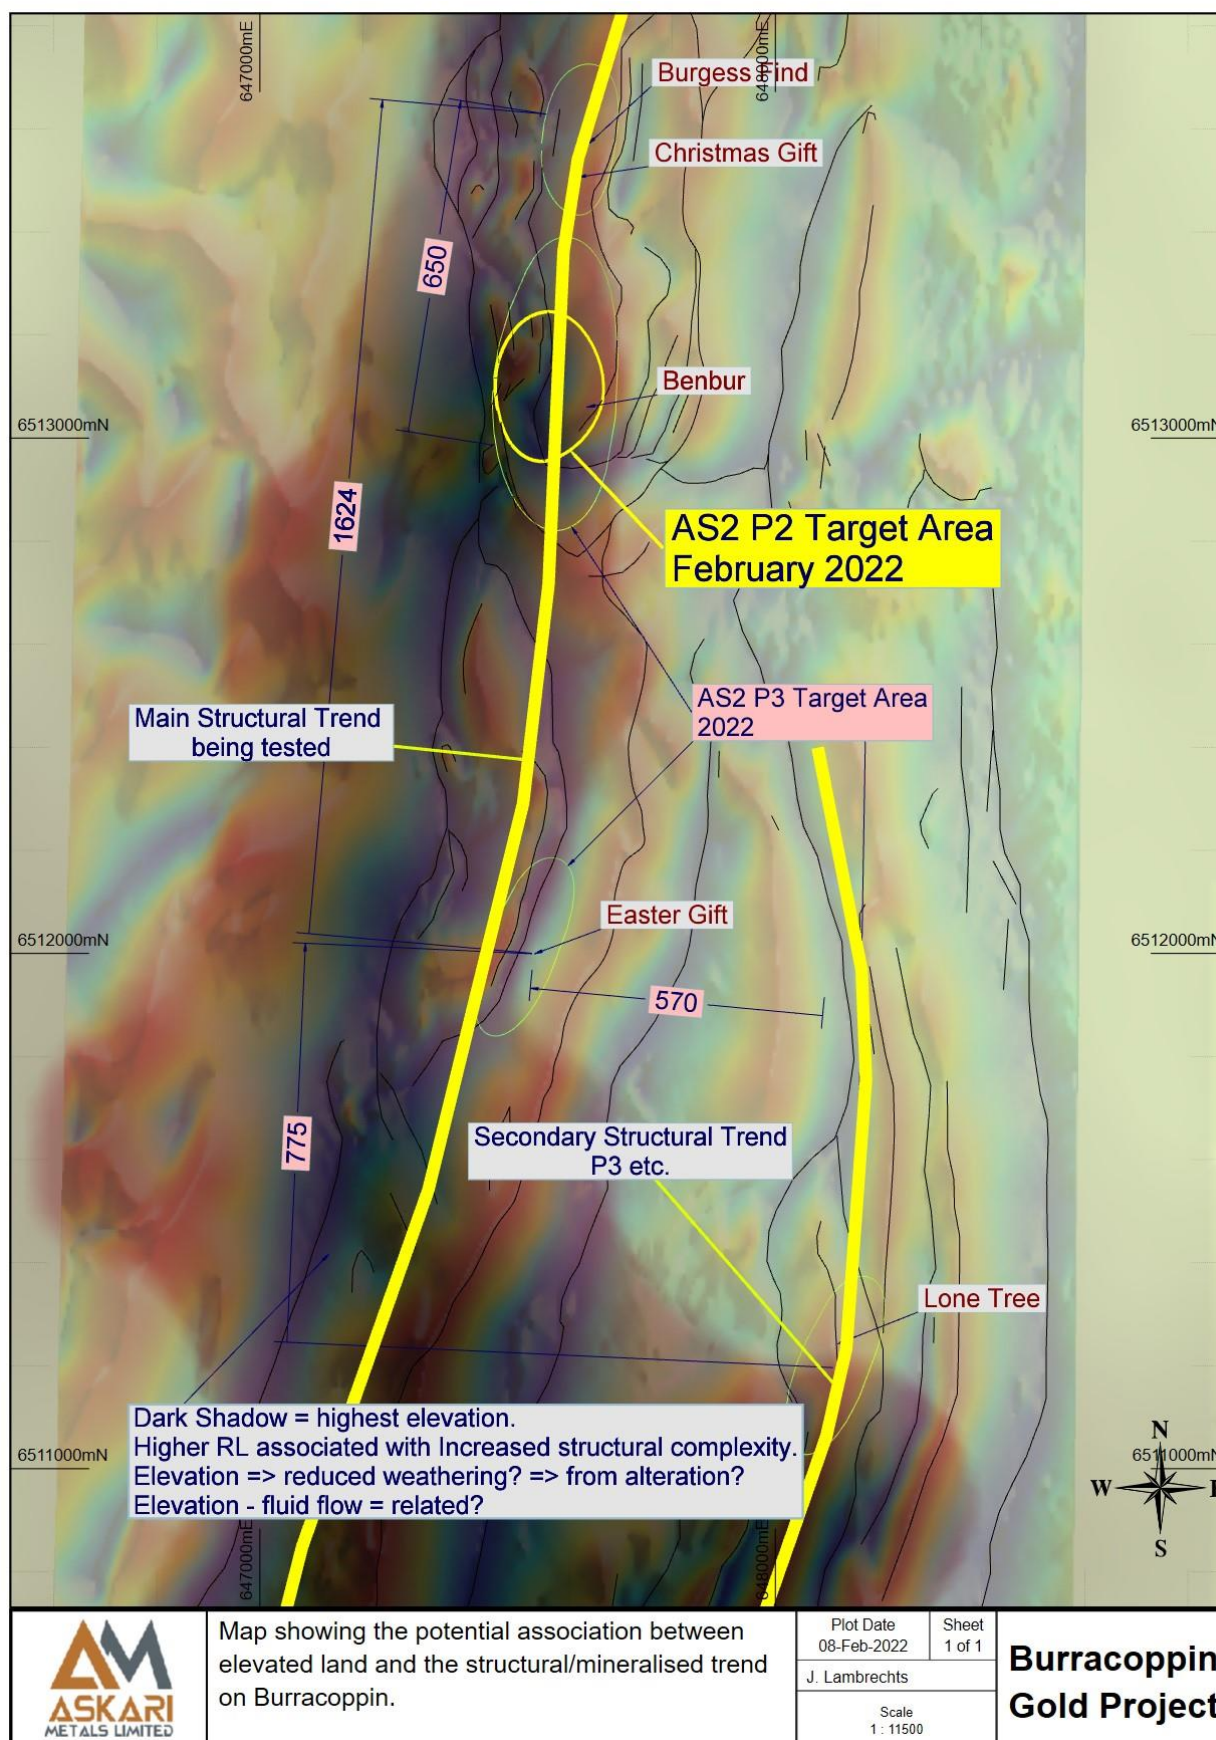 647000mE
648000mE
Burgess Find
Christmas Gift
650
Benbur
6513000mN
6513000mN
1624
AS2 P2 Target Area
February 2022
AS2 P3 Target Area
2022
Main Structural Trend
being tested
Easter Gift
6512000mN
6512000mN
570
775
Secondary Structural Trend
P3 etc.
Lone Tree
Dark Shadow = highest elevation.
Higher RL associated with Increased structural complexity.
Elevation => reduced weathering? => from alteration?
Elevation - fluid flow = related?
6511000mN
6511000mN
N
W
S
647000mE
648000mE
ASKARI
METALS LIMITED
Map showing the potential association between
elevated land and the structural/mineralised trend
on Burracoppin.
Plot Date
08-Feb-2022
Sheet
1 of 1
J. Lambrechts
Scale
1 : 11500
Burracoppin
Gold Project